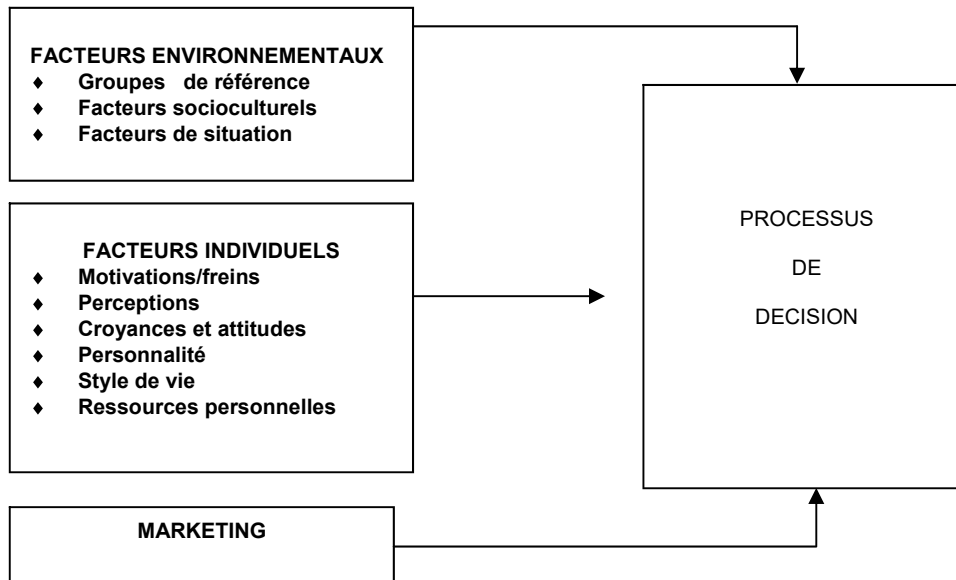 FACTEURS ENVIRONNEMENTAUX
♦ Groupes de référence
♦ Facteurs socioculturels
♦ Facteurs de situation
FACTEURS INDIVIDUELS
♦ Motivations/freins
♦ Perceptions
♦ Croyances et attitudes
♦ Personnalité
♦ Style de vie
♦ Ressources personnelles
MARKETING
PROCESSUS
DE
DECISION